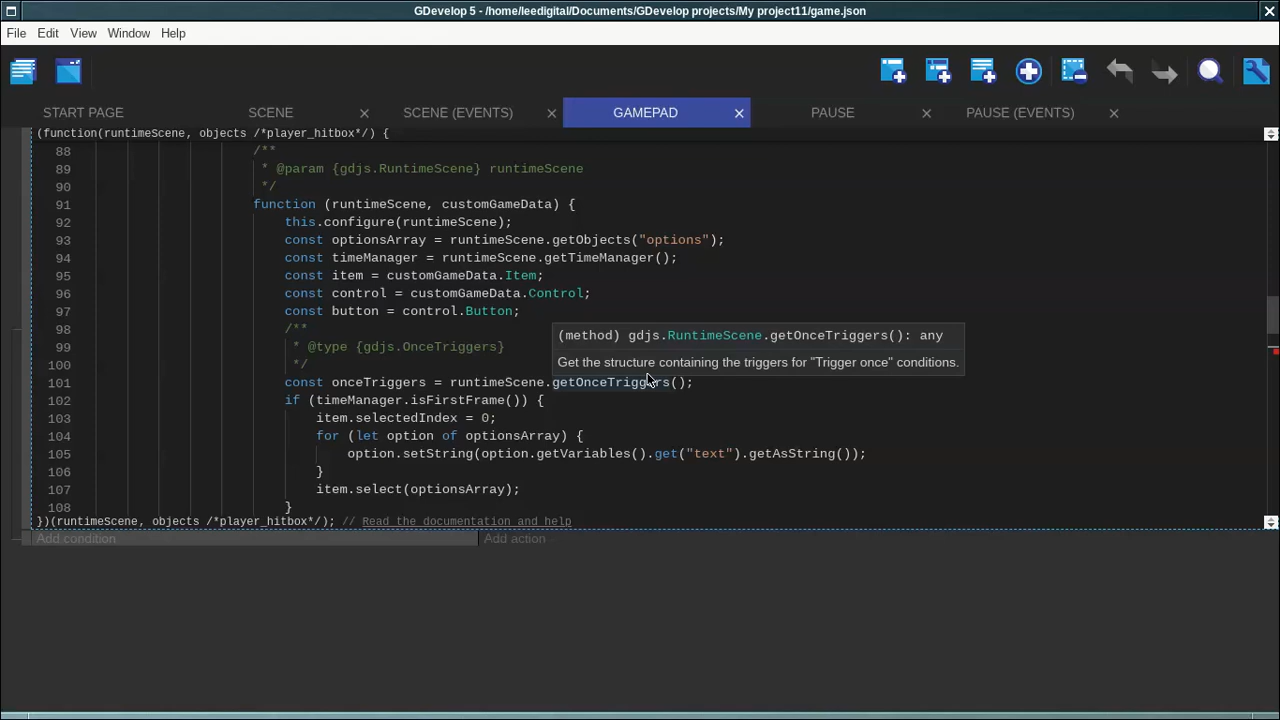 GDevelop 5 - /home/leedigital/Documents/GDevelop projects/My project11/game.json
File Edit View Window Help
START PAGE SCENE SCENE (EVENTS) GAMEPAD PAUSE PAUSE (EVENTS)
(function(runtimeScene, objects /*player_hitbox*/) {
88 /**
89 * @param {gdjs.RuntimeScene} runtimeScene
90 */
91 function (runtimeScene, customGameData) {
92 this.configure(runtimeScene);
93 const optionsArray = runtimeScene.getObjects("options");
94 const timeManager = runtimeScene.getTimeManager();
95 const item = customGameData.Item;
96 const control = customGameData.Control;
97 const button = control.Button;
98 /**
(method) gdjs.RuntimeScene.getOnceTriggers(): any
99 * @type {gdjs.OnceTriggers}
Get the structure containing the triggers for "Trigger once" conditions.
100 */
101 const onceTriggers = runtimeScene.getOnceTriggers();
102 if (timeManager.isFirstFrame()) {
103 item.selectedIndex = 0;
104 for (let option of optionsArray) {
105 option.setString(option.getVariables().get("text").getAsString());
106 }
107 item.select(optionsArray);
108 }
})(runtimeScene, objects /*player_hitbox*/); // Read the documentation and help
Add condition Add action